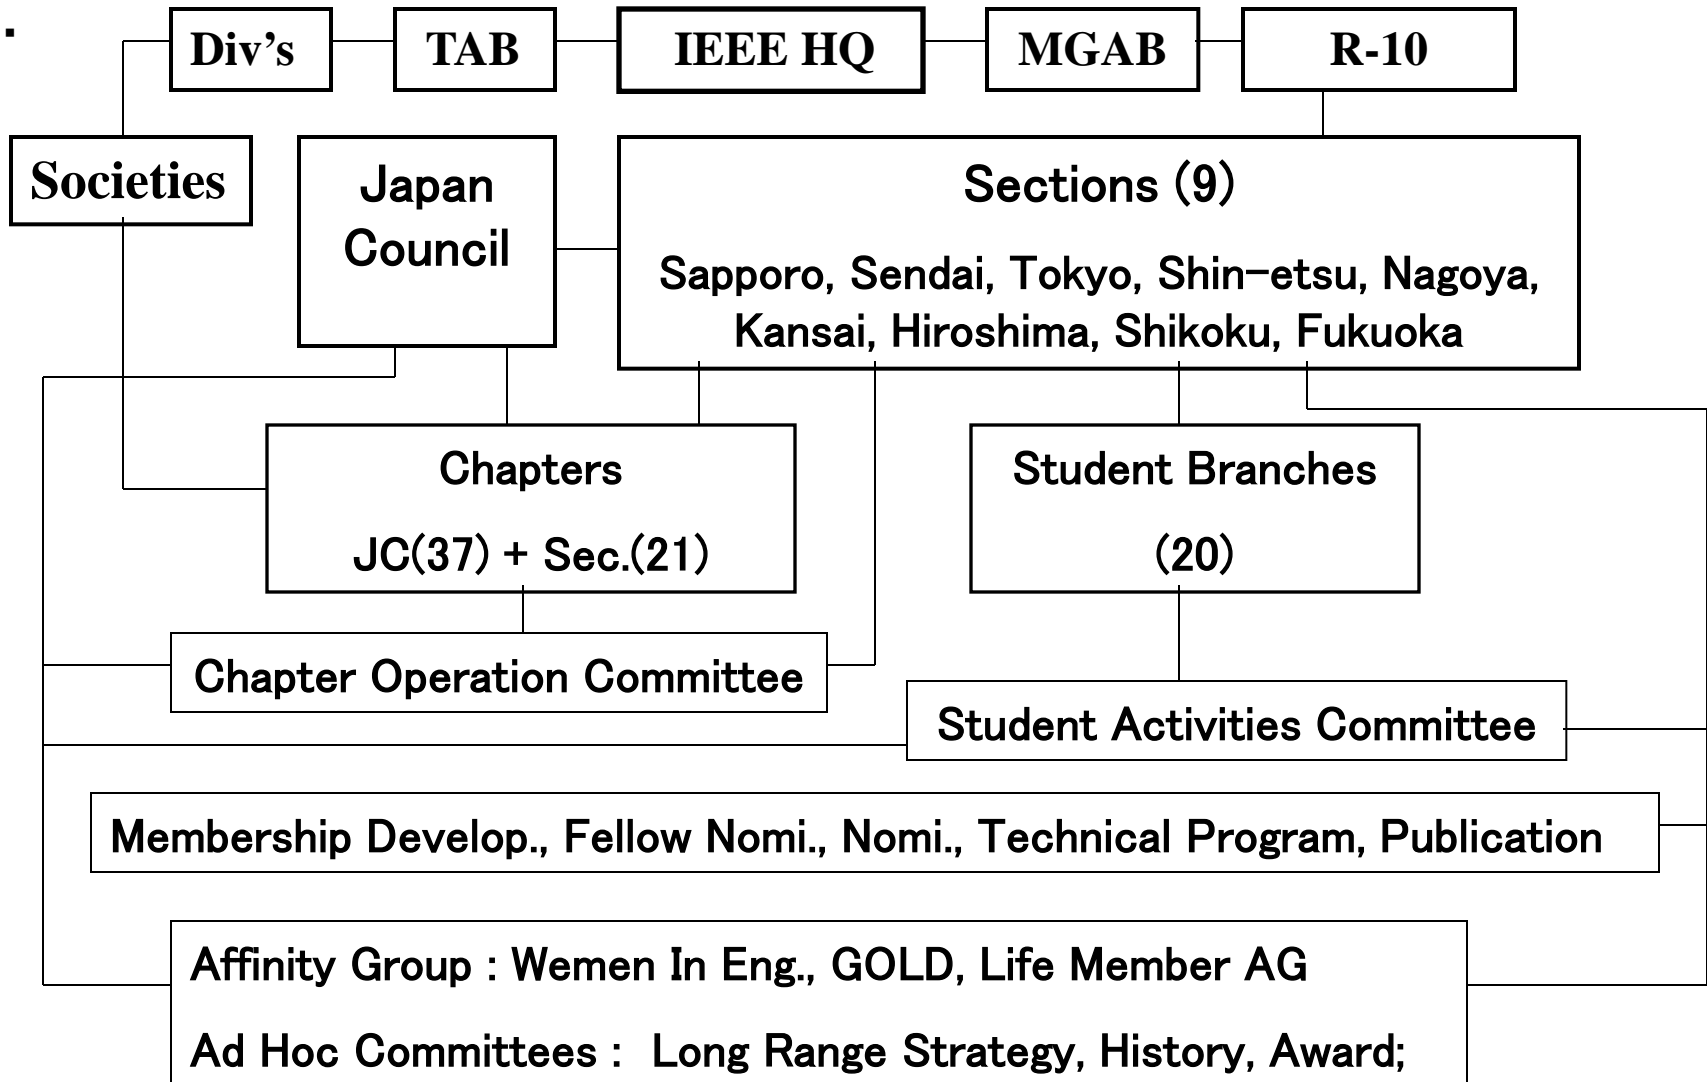 .
Div’s
TAB
IEEE HQ
MGAB
R-10
Societies
Japan
Council
Sections (9)
Sapporo, Sendai, Tokyo, Shin-etsu, Nagoya,
Kansai, Hiroshima, Shikoku, Fukuoka
Chapters
JC(37) + Sec.(21)
Student Branches
(20)
Chapter Operation Committee
Student Activities Committee
Membership Develop., Fellow Nomi., Nomi., Technical Program, Publication
Affinity Group : Wemen In Eng., GOLD, Life Member AG
Ad Hoc Committees : Long Range Strategy, History, Award;